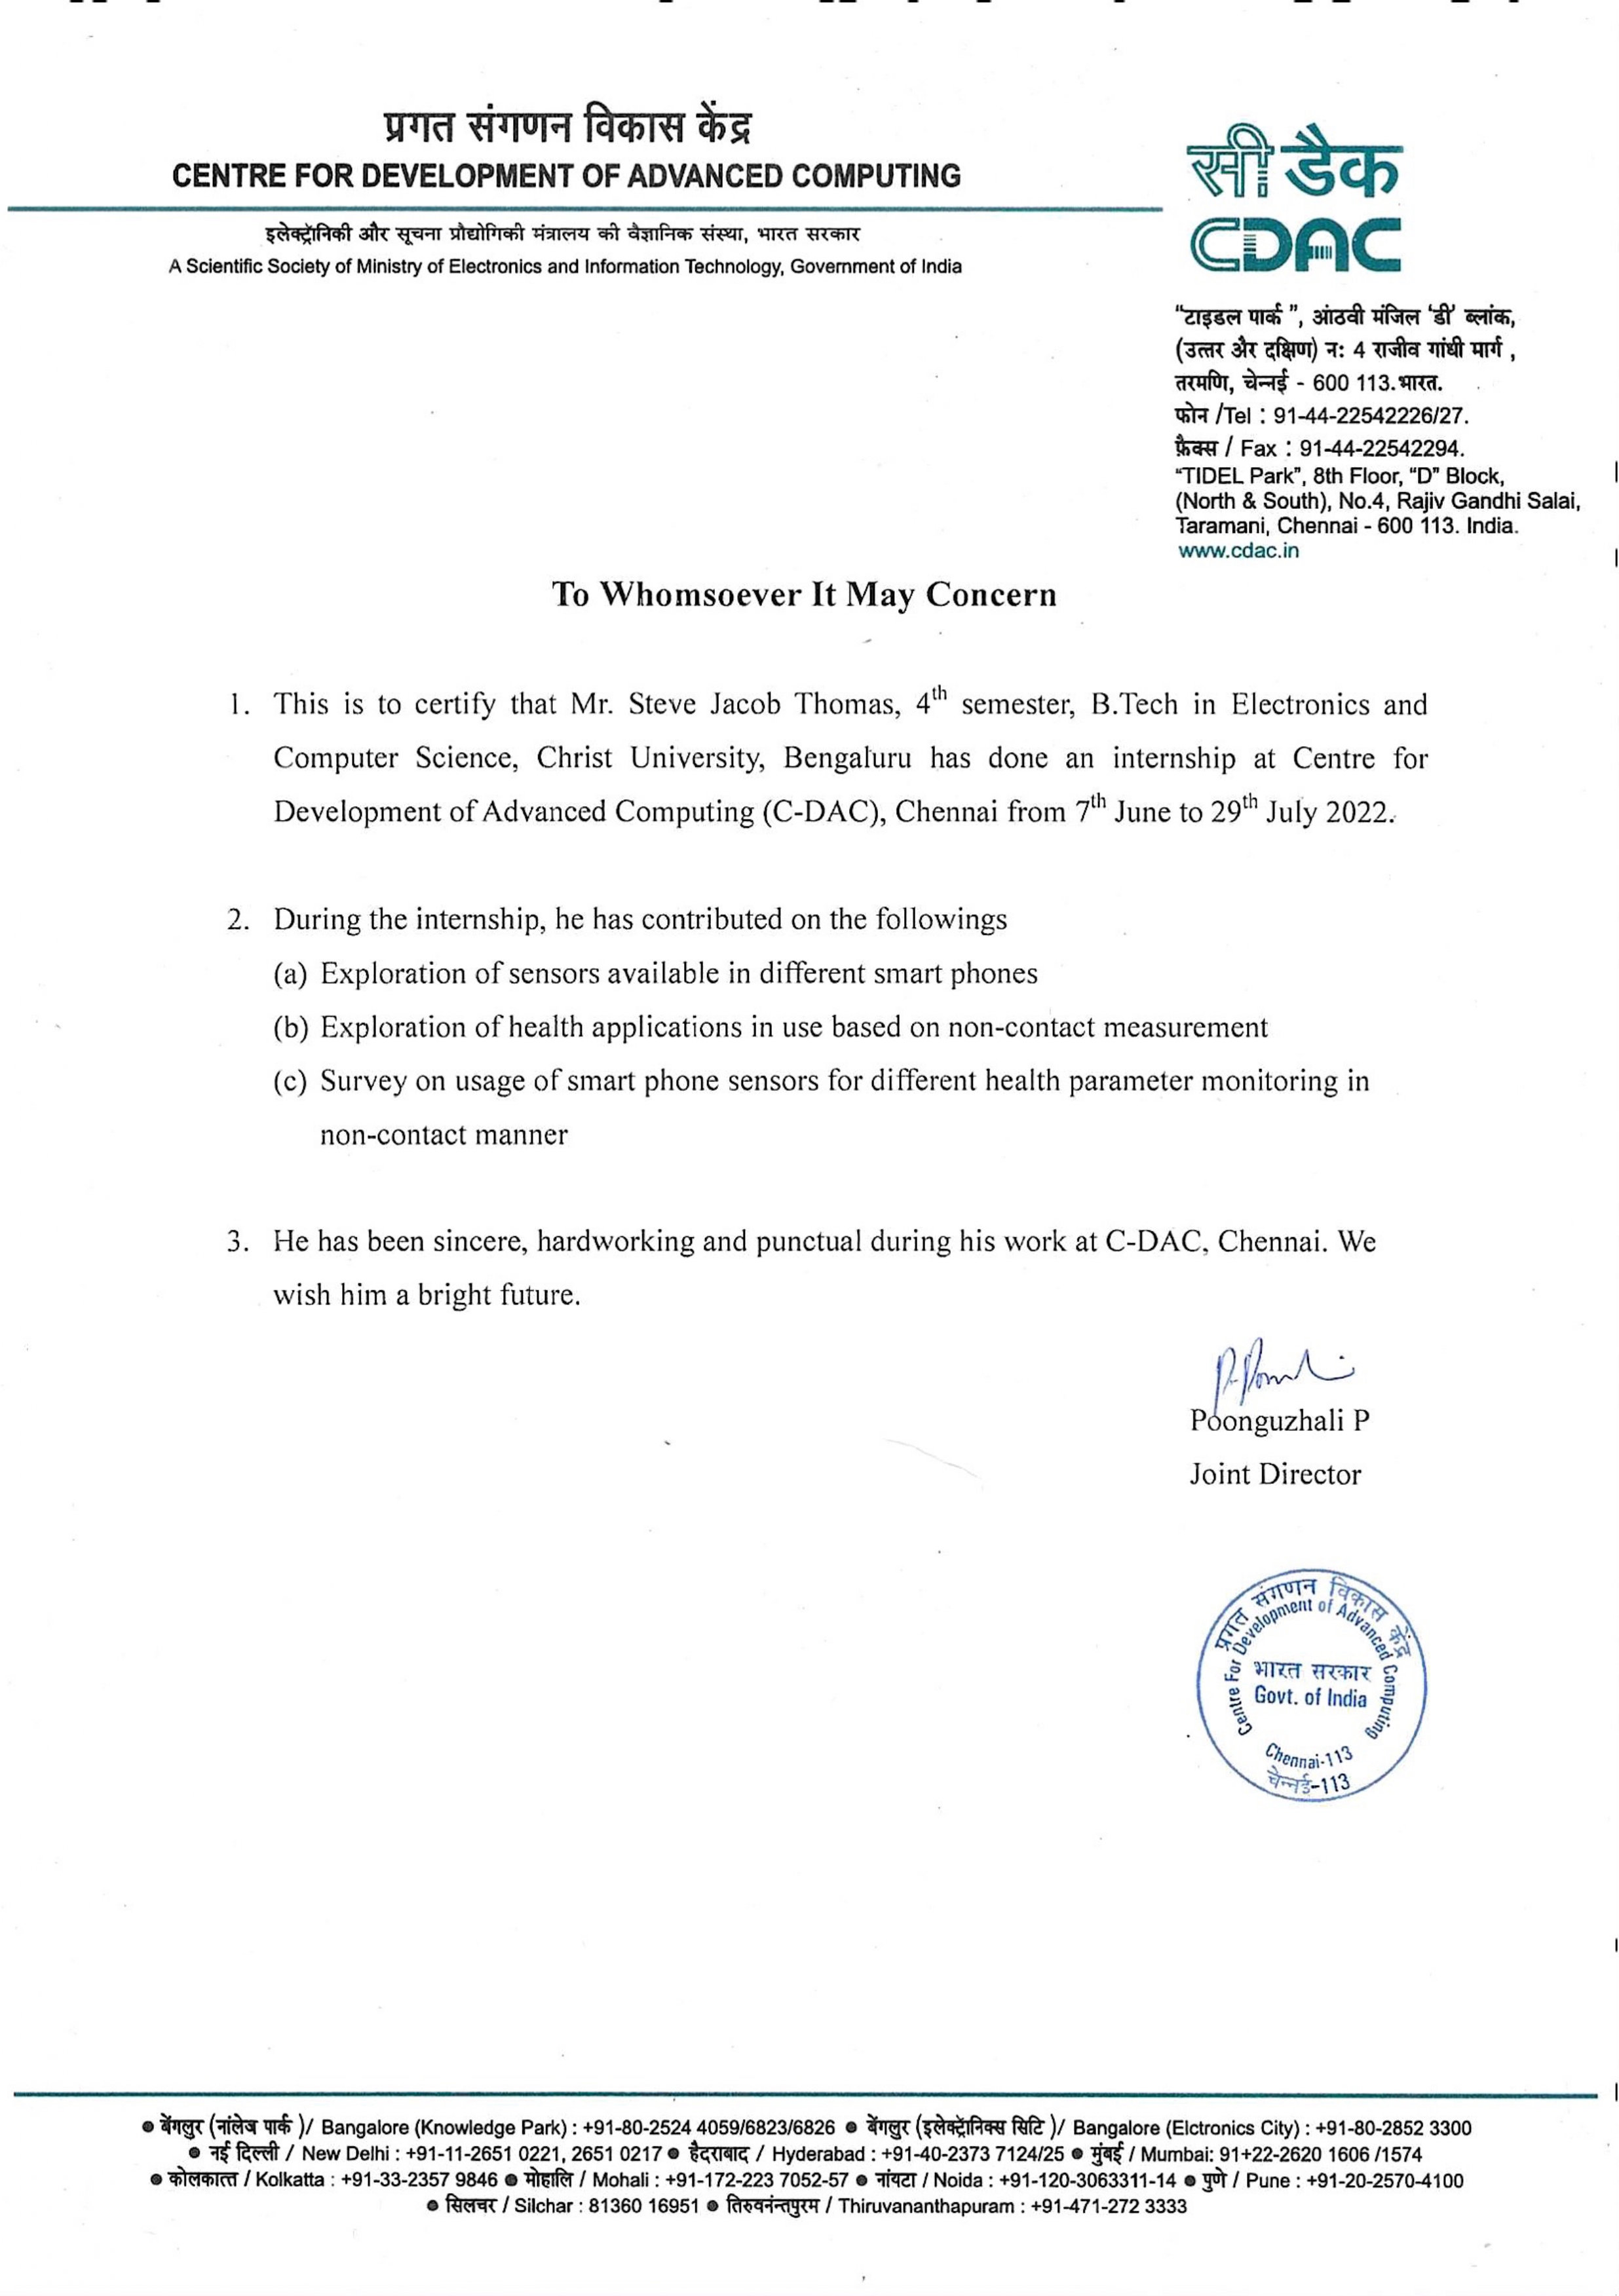 प्रगत संगणन विकास केंद्र
CENTRE FOR DEVELOPMENT OF ADVANCED COMPUTING
इलेक्ट्रॉनिकी और सूचना प्रौद्योगिकी मंत्रालय की वैज्ञानिक संस्था, भारत सरकार
A Scientific Society of Ministry of Electronics and Information Technology, Government of India
सी डैक
CDAC
“टाइडल पार्क ”, आंठवी मंजिल ‘डी’ ब्लांक,
(उत्तर अैर दक्षिण) न: 4 राजीव गांधी मार्ग ,
तरमणि, चेन्नई - 600 113.भारत.
फोन /Tel : 91-44-22542226/27.
फ़ैक्स / Fax : 91-44-22542294.
“TIDEL Park”, 8th Floor, “D” Block,
(North & South), No.4, Rajiv Gandhi Salai,
Taramani, Chennai - 600 113. India.
www.cdac.in
To Whomsoever It May Concern
1. This is to certify that Mr. Steve Jacob Thomas, 4th semester, B.Tech in Electronics and
Computer Science, Christ University, Bengaluru has done an internship at Centre for
Development of Advanced Computing (C-DAC), Chennai from 7th June to 29th July 2022.
2. During the internship, he has contributed on the followings
(a) Exploration of sensors available in different smart phones
(b) Exploration of health applications in use based on non-contact measurement
(c) Survey on usage of smart phone sensors for different health parameter monitoring in
non-contact manner
3. He has been sincere, hardworking and punctual during his work at C-DAC, Chennai. We
wish him a bright future.
Poonguzhali P
Joint Director
प्रगत संगणन विकास केंद्र
Centre For Development of Advanced Computing
भारत सरकार
Govt. of India
Chennai-113
चेन्नई-113
● बेंगलुर (नांलेज पार्क )/ Bangalore (Knowledge Park) : +91-80-2524 4059/6823/6826 ● बेंगलुर (इलेक्ट्रॅानिक्स सिटि )/ Bangalore (Elctronics City) : +91-80-2852 3300
● नई दिल्ली / New Delhi : +91-11-2651 0221, 2651 0217 ● हैदराबाद / Hyderabad : +91-40-2373 7124/25 ● मुंबई / Mumbai: 91+22-2620 1606 /1574
● कोलकात्त / Kolkatta : +91-33-2357 9846 ● मोहालि / Mohali : +91-172-223 7052-57 ● नांयटा / Noida : +91-120-3063311-14 ● पुणे / Pune : +91-20-2570-4100
● सिलचर / Silchar : 81360 16951 ● तिरुवनंन्तपुरम / Thiruvananthapuram : +91-471-272 3333